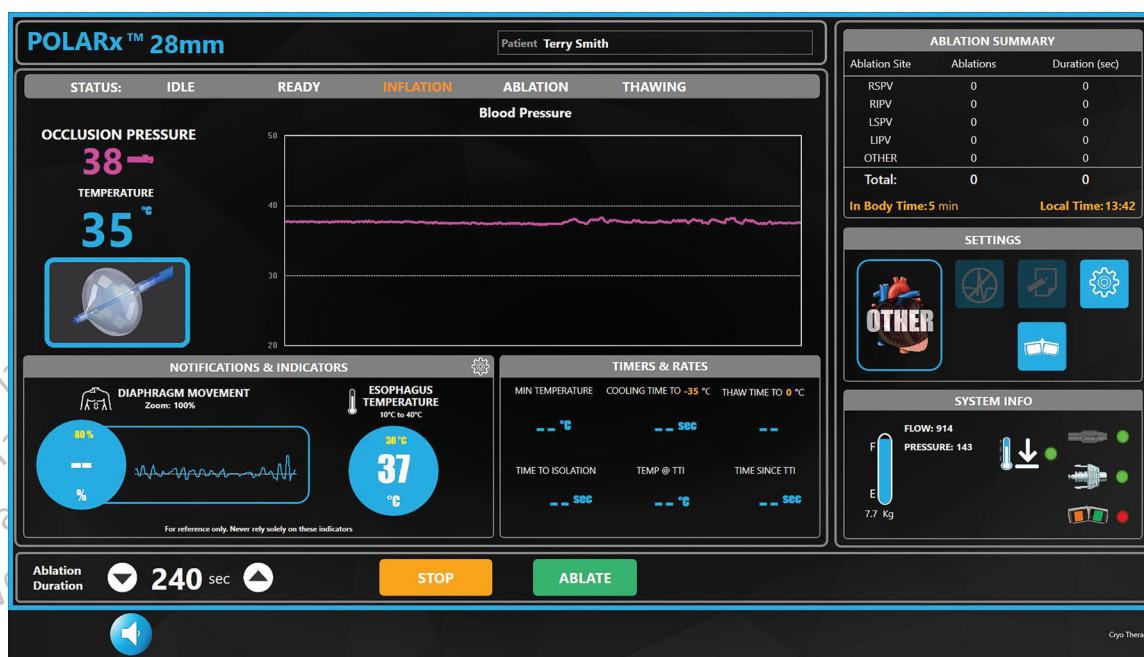 POLARx™ 28mm
Patient Terry Smith
STATUS: IDLE READY INFLATION ABLATION THAWING
OCCLUSION PRESSURE
38 mmHg
TEMPERATURE
35 °C
Blood Pressure
50
40
30
20
NOTIFICATIONS & INDICATORS
DIAPHRAGM MOVEMENT
Zoom: 100%
80 %
--
%
ESOPHAGUS
TEMPERATURE
10°C to 40°C
30 °C
37
°C
For reference only. Never rely solely on these indicators
TIMERS & RATES
MIN TEMPERATURE COOLING TIME TO -35 °C THAW TIME TO 0 °C
-- °C -- sec --
TIME TO ISOLATION TEMP @ TTI TIME SINCE TTI
-- sec -- °C -- sec
Ablation
Duration
240 sec
STOP
ABLATE
ABLATION SUMMARY
Ablation Site Ablations Duration (sec)
RSPV 0 0
RIPV 0 0
LSPV 0 0
LIPV 0 0
OTHER 0 0
Total: 0 0
In Body Time: 5 min Local Time: 13:42
SETTINGS
OTHER
SYSTEM INFO
F
E
7.7 Kg
FLOW: 914
PRESSURE: 143
Cryo Thera